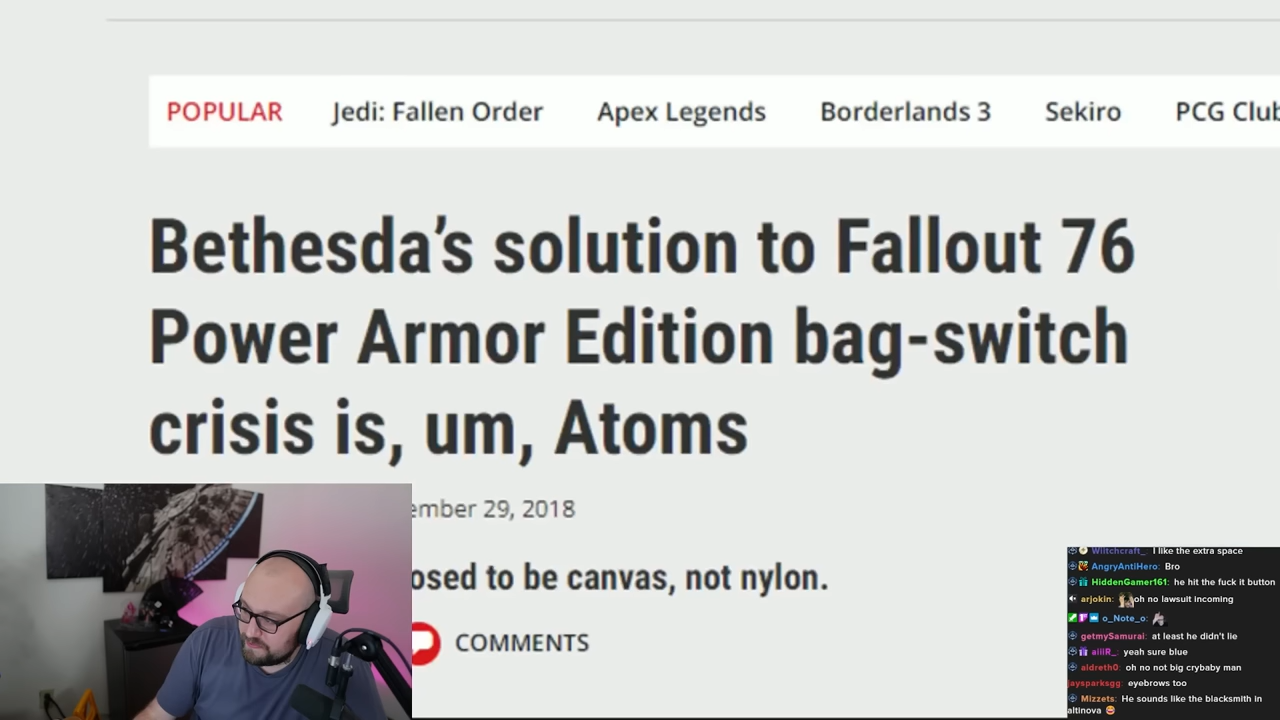 POPULAR Jedi: Fallen Order Apex Legends Borderlands 3 Sekiro PCG Club
Bethesda’s solution to Fallout 76
Power Armor Edition bag-switch
crisis is, um, Atoms
ember 29, 2018
osed to be canvas, not nylon.
COMMENTS
Wiitchcraft_: I like the extra space
AngryAntiHero: Bro
HiddenGamer161: he hit the fuck it button
arjokin: oh no lawsuit incoming
o_Note_o:
getmySamurai: at least he didn't lie
aiilR_: yeah sure blue
aldreth0: oh no not big crybaby man
jaysparksgg: eyebrows too
Mizzets: He sounds like the blacksmith in
altinova